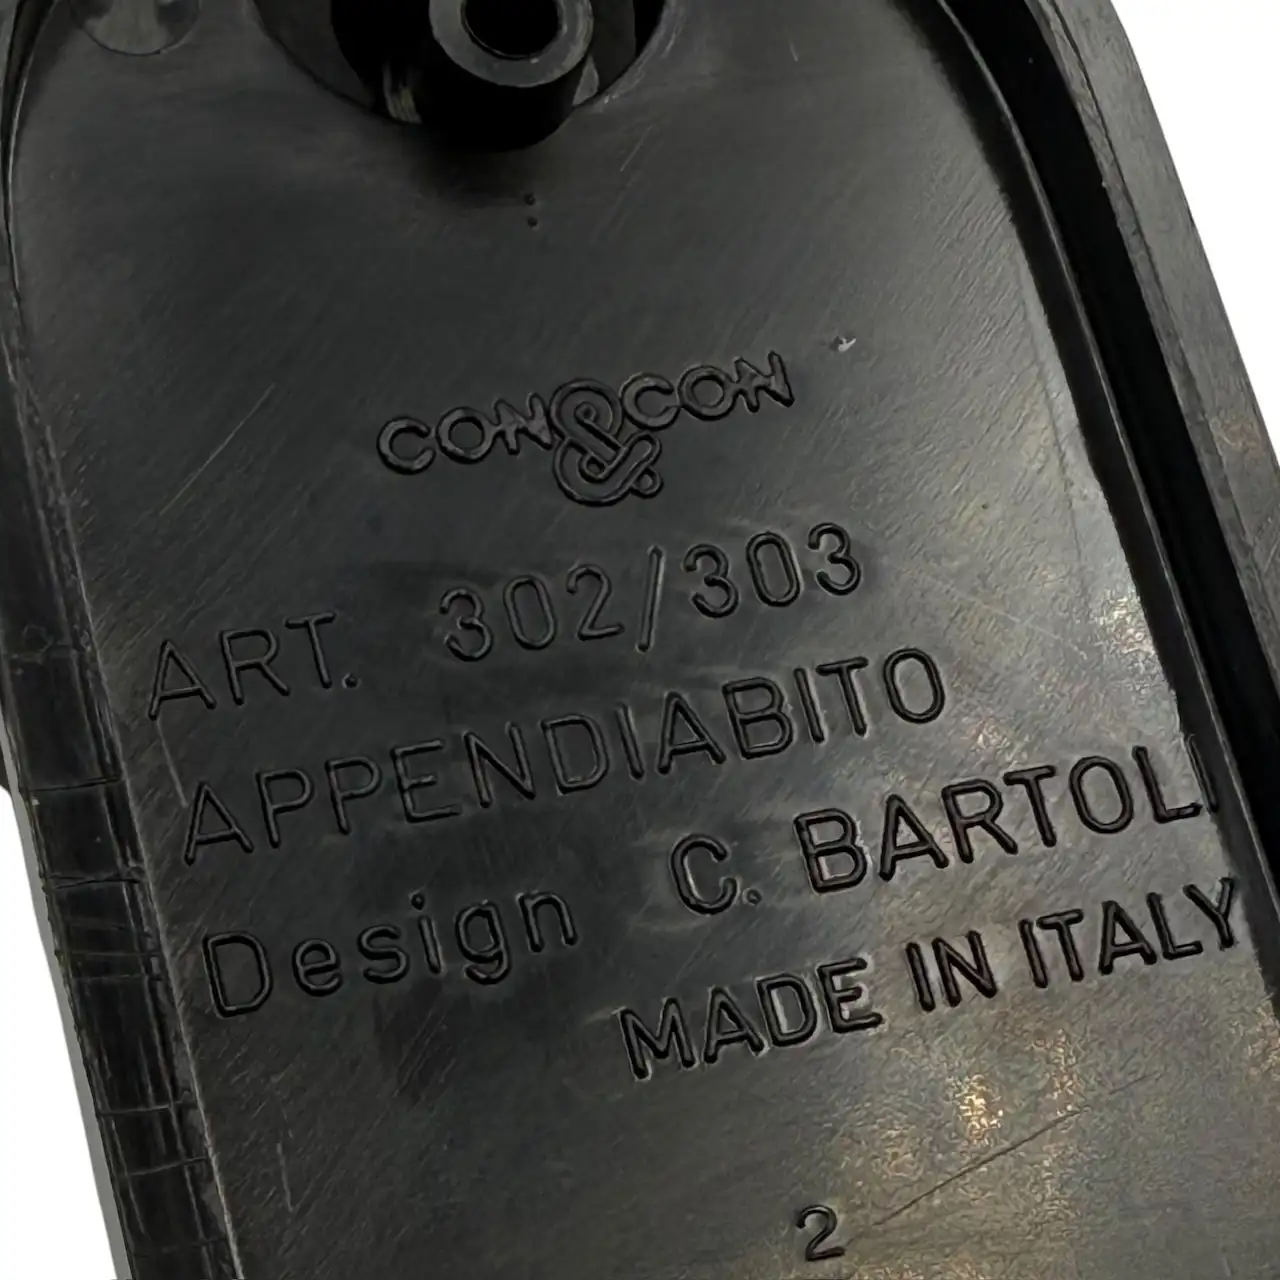 CON&CON
ART. 302/303
APPENDIABITO
Design C. BARTOLI
MADE IN ITALY
2